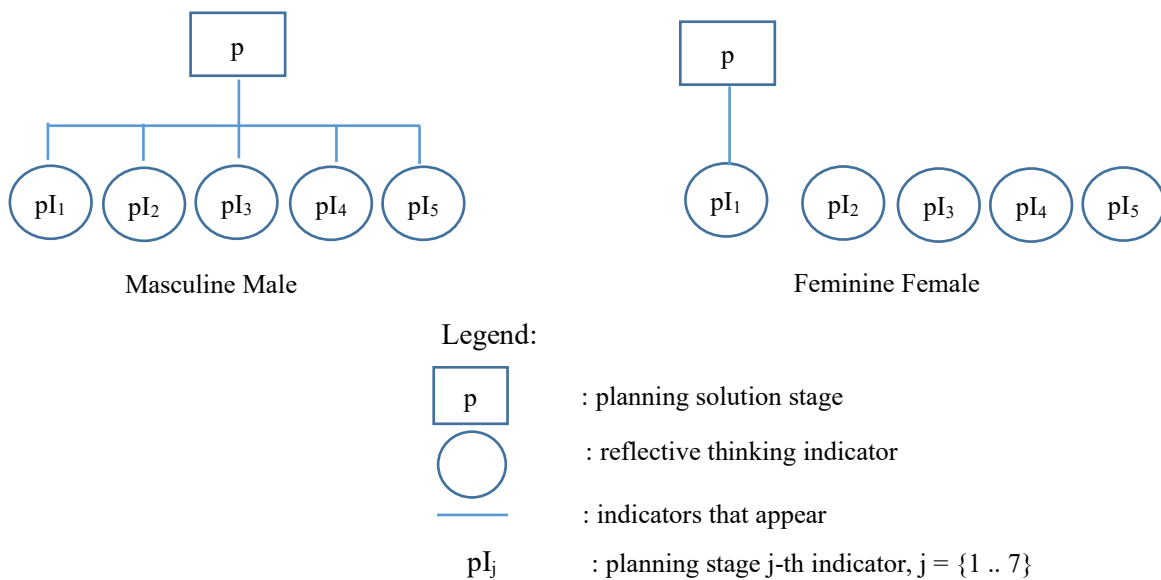 p
p
pI₁ pI₂ pI₃ pI₄ pI₅
pI₁ pI₂ pI₃ pI₄ pI₅
Masculine Male
Feminine Female
Legend:
p : planning solution stage
: reflective thinking indicator
: indicators that appear
pIⱼ : planning stage j-th indicator, j = {1 .. 7}